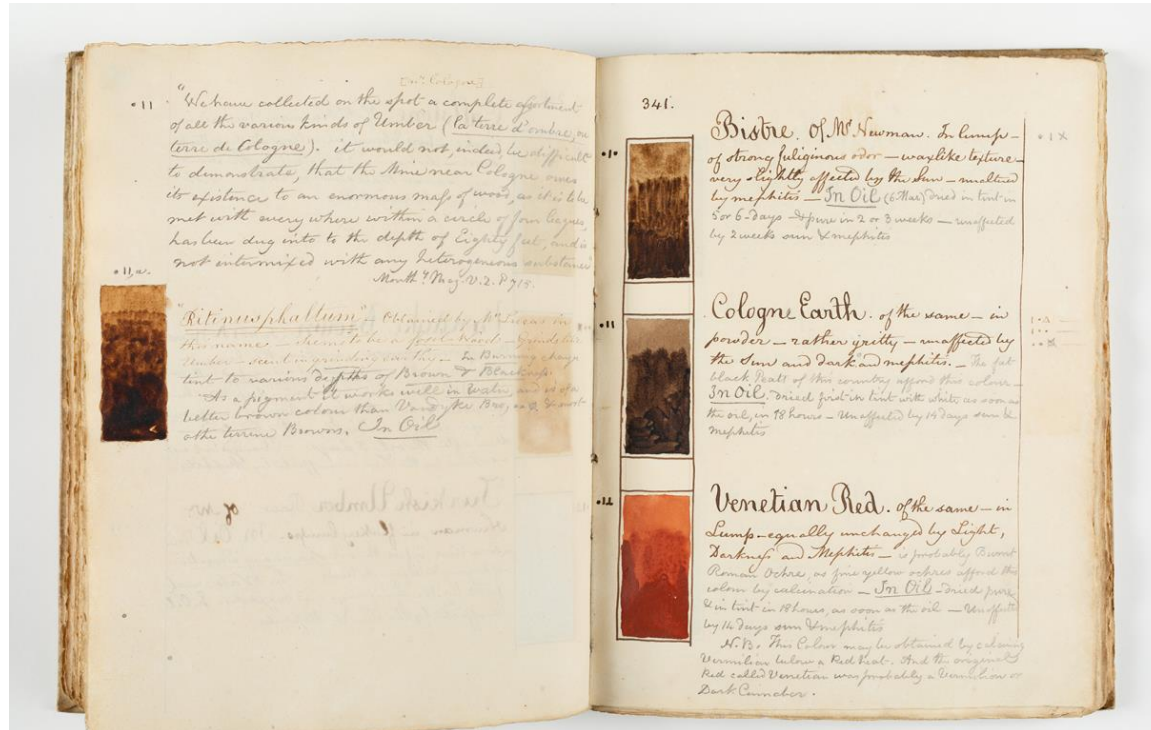 [Mr. Cologne]
•11 "We have collected on the spot a complete assortment
of all the various kinds of Umber (la terre d'ombre, ou
terre de Cologne). it would not, indeed, be difficult
to demonstrate, that the Mine near Cologne owes
its existence to an enormous mass of wood, as it is to be
met with every where within a circle of four leagues,
has been dug into to the depth of Eighty feet, and is
not intermixed with any heterogeneous substance"
Monthy. Mag. V. 2. P 715.
•11,a.
"Ritinusphaltum" – Obtained by Mr Lucas in
this name – to be a fossil wood –
Umber – scent in grinding – In Burning change
tint to various depths of Brown & Blackness
As a pigment it works well in water, and is of a
better brown colour than Vandyke Bro, &
othe terrene Browns. In Oil
341.
•1•
Bistre. Of Mr Newman. In lump –
of strong fuliginous odor – waxlike texture –
very slightly affected by the Sun – unaltered
by mephitis – In Oil (6 Mar) dried in tint in
5 or 6 days – & pure in 2 or 3 weeks – unaffected
by 2 weeks sun & mephitis
•11
Cologne Earth. of the same – in
powder – rather gritty – unaffected by
the Sun and dark and mephitis. – The fat
black Peatt of this country afford this colour –
In Oil. dried first in tint with white as soon as
the oil, in 18 hours – Unaffected by 14 days sun &
mephitis
•12
Venetian Red. of the same – in
Lump – equally unchanged by Light,
Darkness and Mephitis – is probably Burnt
Roman Ochre, as fine yellow ochres afford this
colour by calcination – In Oil – dried pure
& in tint in 18 hours, as soon as the oil – Unaffected
by 14 days sun & mephitis
N.B. This Colour may be obtained by calcining
Vermilion below a Red heat. And the original
Red called Venetian was probably a Vermilion or
Dark Cinnaber.